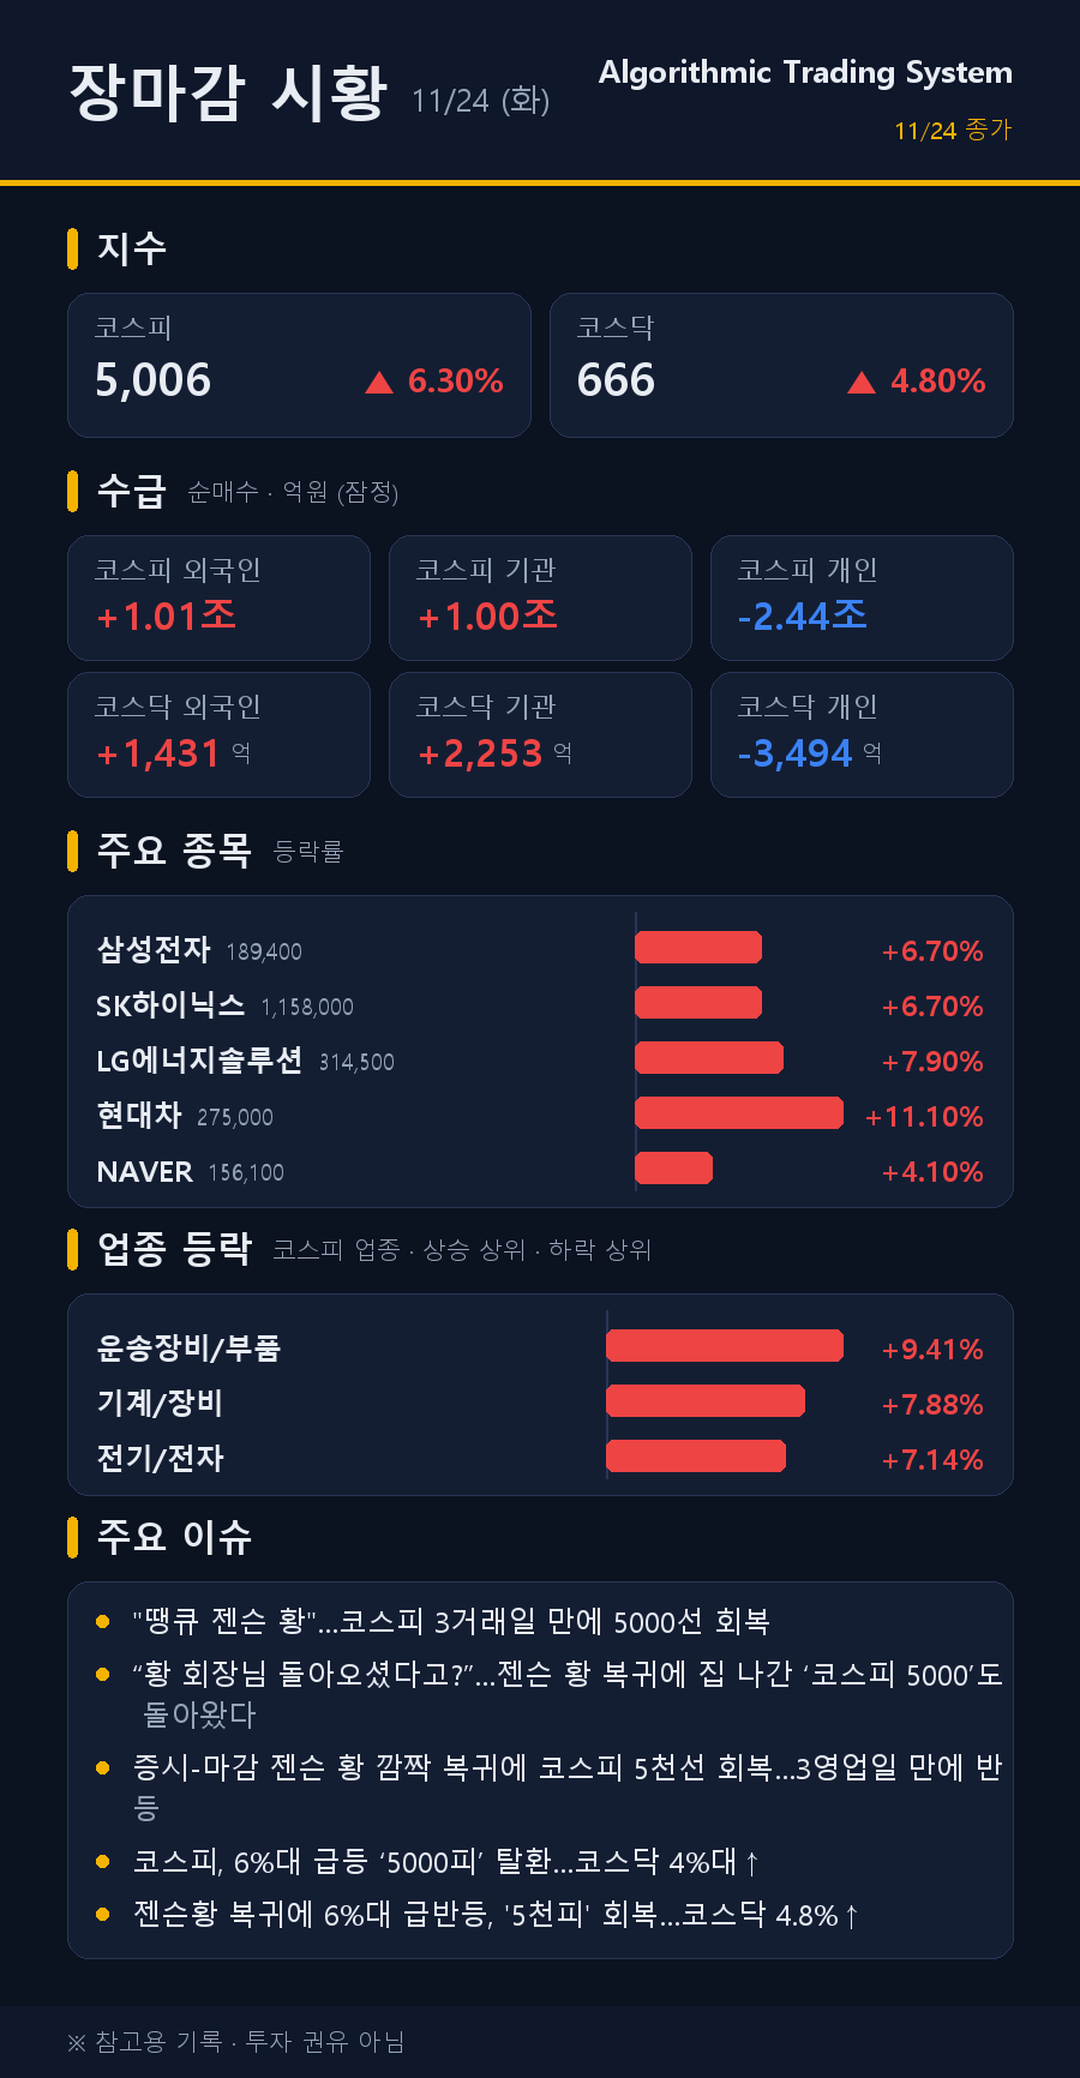 장마감 시황 11/24 (화)
Algorithmic Trading System
11/24 종가
지수
코스피
5,006 ▲ 6.30%
코스닥
666 ▲ 4.80%
수급 순매수 · 억원 (잠정)
코스피 외국인
+1.01조
코스피 기관
+1.00조
코스피 개인
-2.44조
코스닥 외국인
+1,431 억
코스닥 기관
+2,253 억
코스닥 개인
-3,494 억
주요 종목 등락률
삼성전자 189,400 +6.70%
SK하이닉스 1,158,000 +6.70%
LG에너지솔루션 314,500 +7.90%
현대차 275,000 +11.10%
NAVER 156,100 +4.10%
업종 등락 코스피 업종 · 상승 상위 · 하락 상위
운송장비/부품 +9.41%
기계/장비 +7.88%
전기/전자 +7.14%
주요 이슈
"땡큐 젠슨 황"...코스피 3거래일 만에 5000선 회복
“황 회장님 돌아오셨다고?”…젠슨 황 복귀에 집 나간 ‘코스피 5000’도
돌아왔다
증시-마감 젠슨 황 깜짝 복귀에 코스피 5천선 회복…3영업일 만에 반
등
코스피, 6%대 급등 ‘5000피’ 탈환…코스닥 4%대↑
젠슨황 복귀에 6%대 급반등, '5천피' 회복…코스닥 4.8%↑
※ 참고용 기록 · 투자 권유 아님